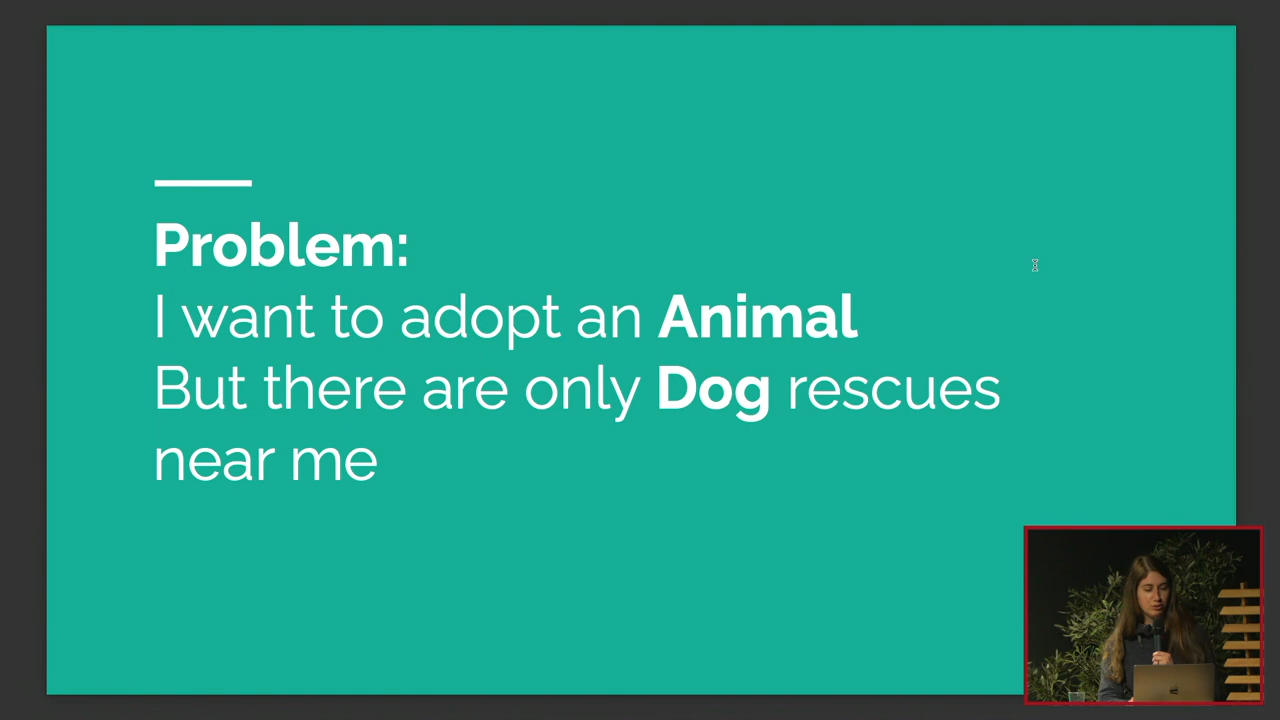 Problem:
I want to adopt an Animal
But there are only Dog rescues
near me